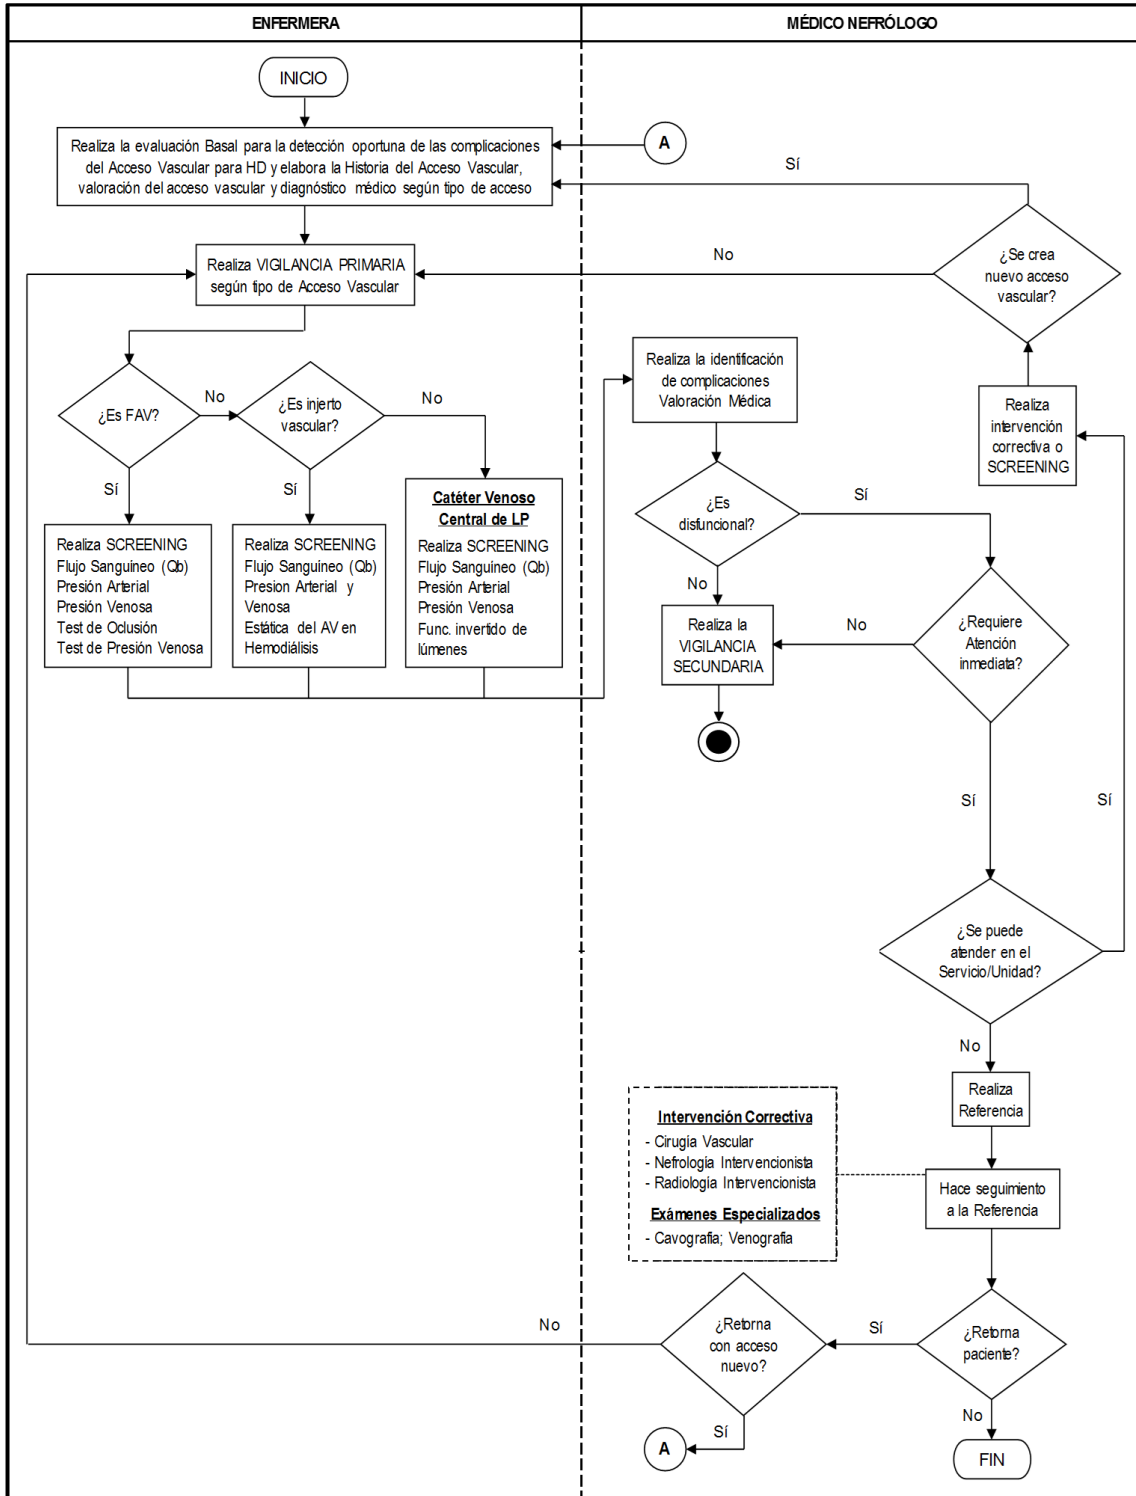 ENFERMERA
MÉDICO NEFRÓLOGO
INICIO
Realiza la evaluación Basal para la detección oportuna de las complicaciones
del Acceso Vascular para HD y elabora la Historia del Acceso Vascular,
valoración del acceso vascular y diagnóstico médico según tipo de acceso
A
Sí
¿Se crea
nuevo acceso
vascular?
No
Realiza VIGILANCIA PRIMARIA
según tipo de Acceso Vascular
Realiza la identificación
de complicaciones
Valoración Médica
Realiza
intervención
correctiva o
SCREENING
¿Es FAV?
No
¿Es injerto
vascular?
No
Sí
Sí
Catéter Venoso
Central de LP
Realiza SCREENING
Flujo Sanguíneo (Qb)
Presión Arterial
Presión Venosa
Func. invertido de
lúmenes
Realiza SCREENING
Flujo Sanguíneo (Qb)
Presión Arterial
Presión Venosa
Test de Oclusión
Test de Presión Venosa
Realiza SCREENING
Flujo Sanguíneo (Qb)
Presion Arterial y
Venosa
Estática del AV en
Hemodiálisis
¿Es
disfuncional?
Sí
No
Realiza la
VIGILANCIA
SECUNDARIA
No
¿Requiere
Atención
inmediata?
Sí
Sí
¿Se puede
atender en el
Servicio/Unidad?
No
Realiza
Referencia
Intervención Correctiva
- Cirugía Vascular
- Nefrología Intervencionista
- Radiología Intervencionista
Exámenes Especializados
- Cavografía; Venografía
Hace seguimiento
a la Referencia
¿Retorna
paciente?
Sí
¿Retorna
con acceso
nuevo?
No
Sí
A
No
FIN